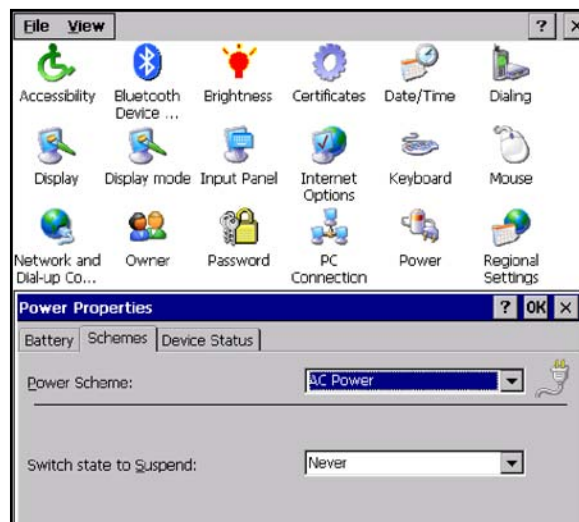 File View ? ×
Accessibility Bluetooth Device ... Brightness Certificates Date/Time Dialing
Display Display mode Input Panel Internet Options Keyboard Mouse
Network and Dial-up Co... Owner Password PC Connection Power Regional Settings
Power Properties ? OK ×
Battery Schemes Device Status
Power Scheme: AC Power
Switch state to Suspend: Never